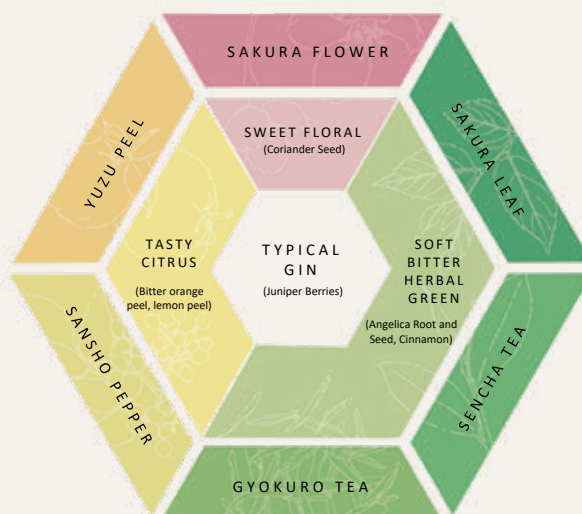 SAKURA FLOWER
YUZU PEEL
SWEET FLORAL
(Coriander Seed)
SAKURA LEAF
TASTY
CITRUS
(Bitter orange
peel, lemon peel)
TYPICAL
GIN
(Juniper Berries)
SOFT
BITTER
HERBAL
GREEN
(Angelica Root and
Seed, Cinnamon)
SANSHO PEPPER
SENCHA TEA
GYOKURO TEA